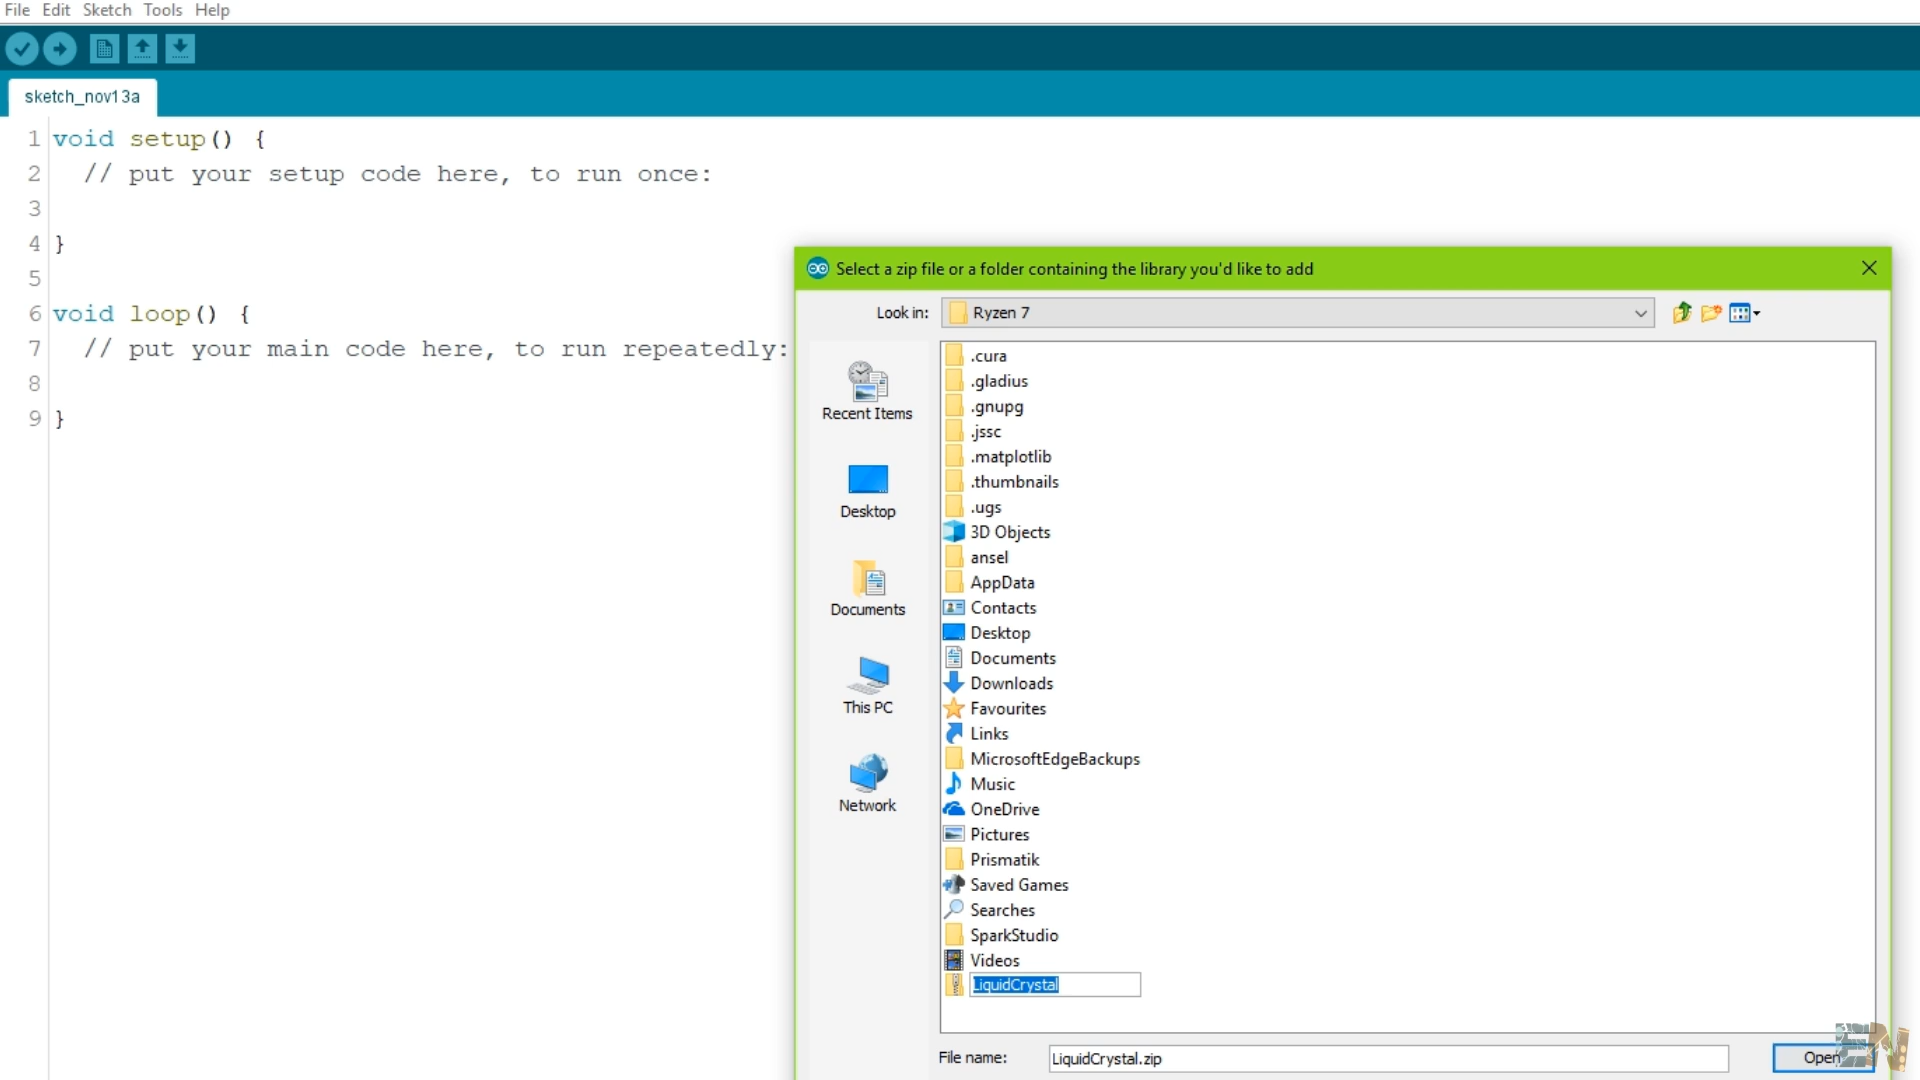 File Edit Sketch Tools Help
sketch_nov13a
1 void setup() {
2 // put your setup code here, to run once:
3
4 }
5
6 void loop() {
7 // put your main code here, to run repeatedly:
8
9 }
Select a zip file or a folder containing the library you'd like to add
Look in: Ryzen 7
Recent Items
Desktop
Documents
This PC
Network
.cura
.gladius
.gnupg
.jssc
.matplotlib
.thumbnails
.ugs
3D Objects
ansel
AppData
Contacts
Desktop
Documents
Downloads
Favourites
Links
MicrosoftEdgeBackups
Music
OneDrive
Pictures
Prismatik
Saved Games
Searches
SparkStudio
Videos
LiquidCrystal
File name: LiquidCrystal.zip
Open
EN